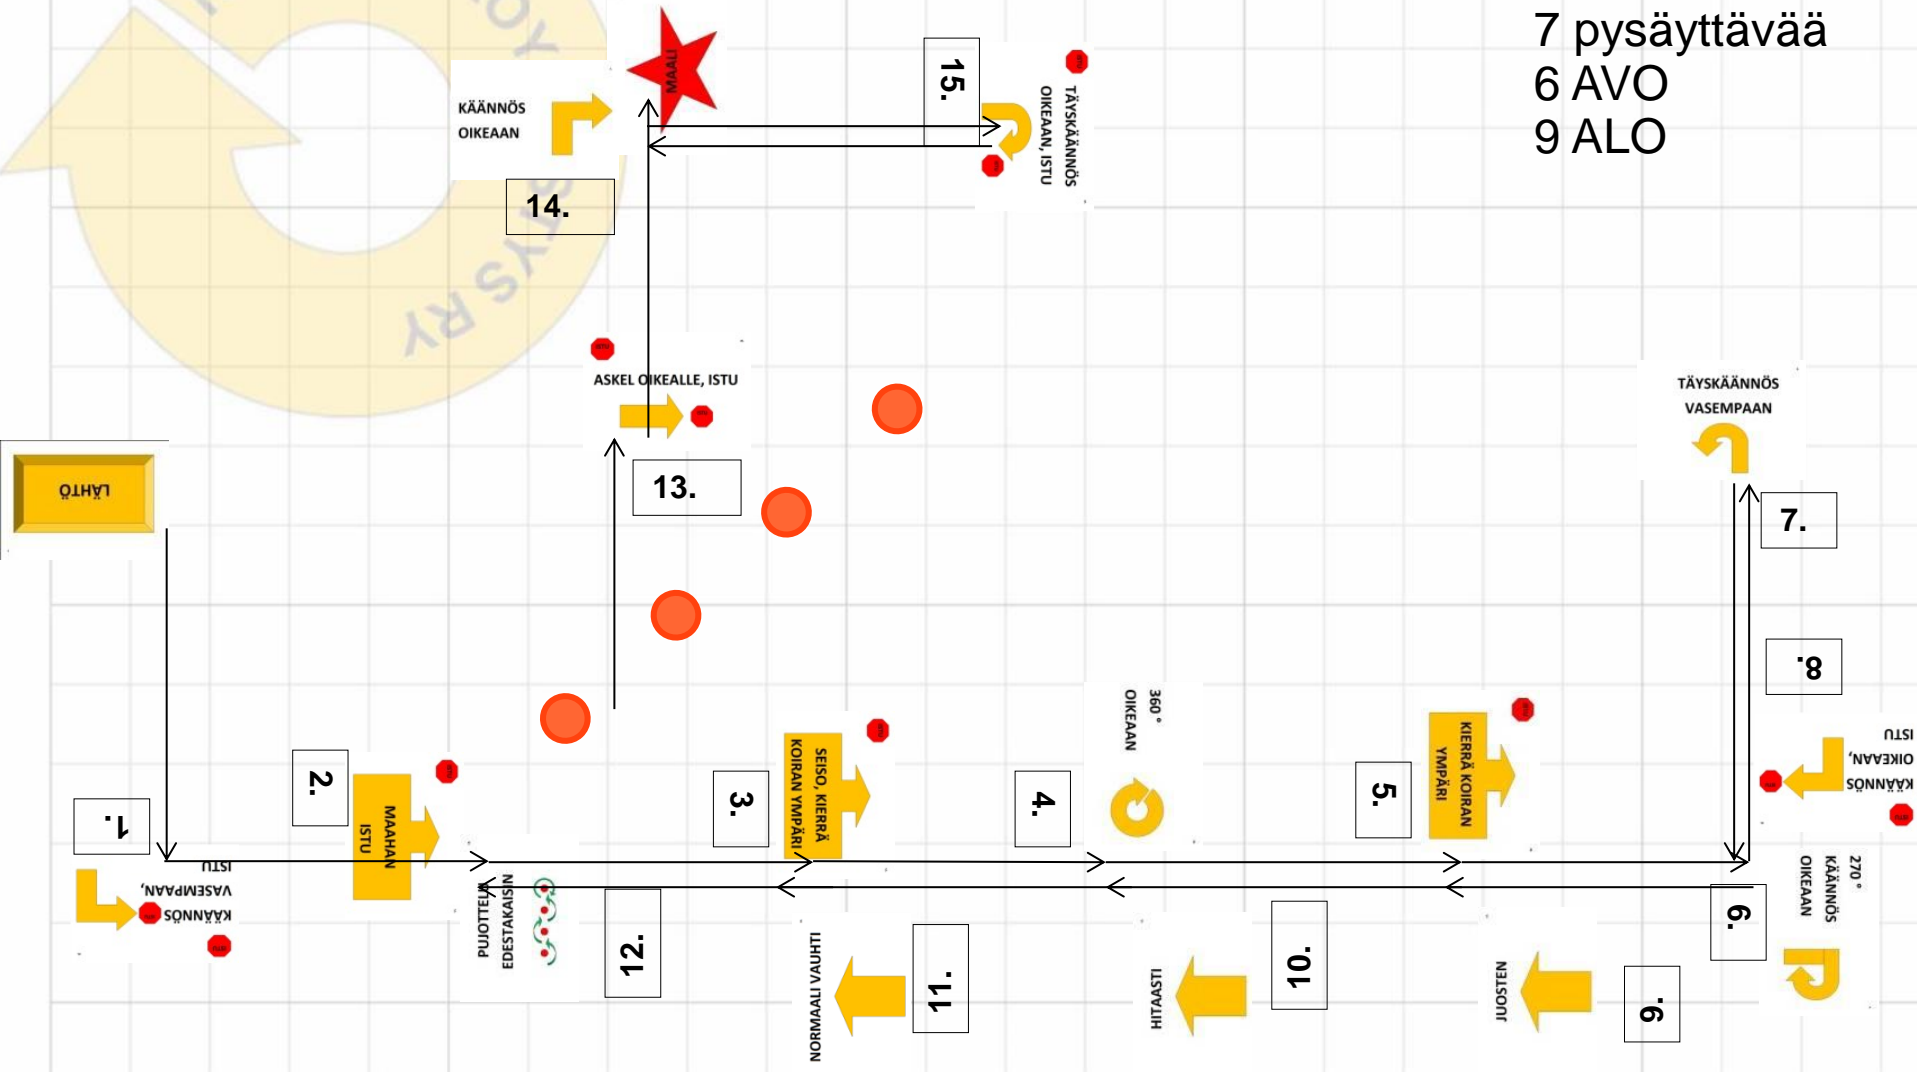 7 pysäyttävää
6 AVO
9 ALO
LÄHTÖ
1.
KÄÄNNÖS
VASEMPAAN,
ISTU
2.
MAAHAN
ISTU
3.
SEISO, KIERRÄ
KOIRAN YMPÄRI
4.
360°
OIKEAAN
5.
KIERRÄ KOIRAN
YMPÄRI
6.
270°
KÄÄNNÖS
OIKEAAN
7.
TÄYSKÄÄNNÖS
VASEMPAAN
8.
KÄÄNNÖS
OIKEAAN,
ISTU
9.
JUOSTEN
10.
HITAASTI
11.
NORMAALI VAUHTI
12.
PUJOTTELU
EDESTAKAISIN
13.
ASKEL OIKEALLE, ISTU
14.
KÄÄNNÖS
OIKEAAN
15.
TÄYSKÄÄNNÖS
OIKEAAN, ISTU
MAALI
STYS RY